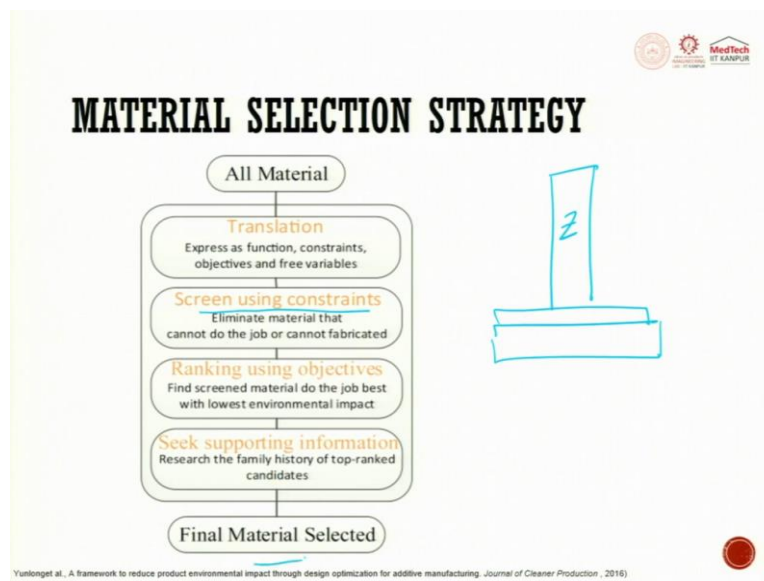 MedTech
IIT KANPUR
MATERIAL SELECTION STRATEGY
All Material
Translation
Express as function, constraints,
objectives and free variables
Screen using constraints
Eliminate material that
cannot do the job or cannot fabricated
Ranking using objectives
Find screened material do the job best
with lowest environmental impact
Seek supporting information
Research the family history of top-ranked
candidates
Final Material Selected
Z
Yunlonget al., A framework to reduce product environmental impact through design optimization for additive manufacturing. Journal of Cleaner Production , 2016)